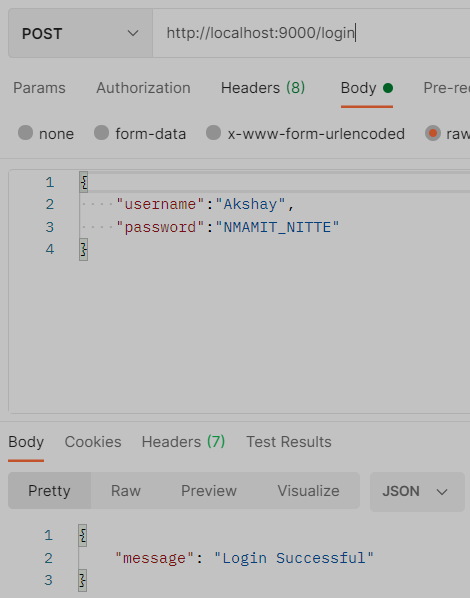 POST http://localhost:9000/login
Params Authorization Headers (8) Body Pre-re
none form-data x-www-form-urlencoded raw
1 {
2 "username":"Akshay",
3 "password":"NMAMIT_NITTE"
4 }
Body Cookies Headers (7) Test Results
Pretty Raw Preview Visualize JSON
1 {
2 "message": "Login Successful"
3 }